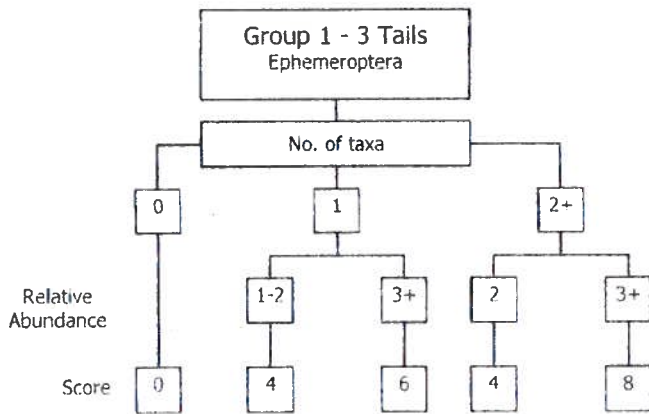 Group 1 - 3 Tails
Ephemeroptera
No. of taxa
0 1 2+
Relative
Abundance
1-2 3+ 2 3+
Score 0 4 6 4 8